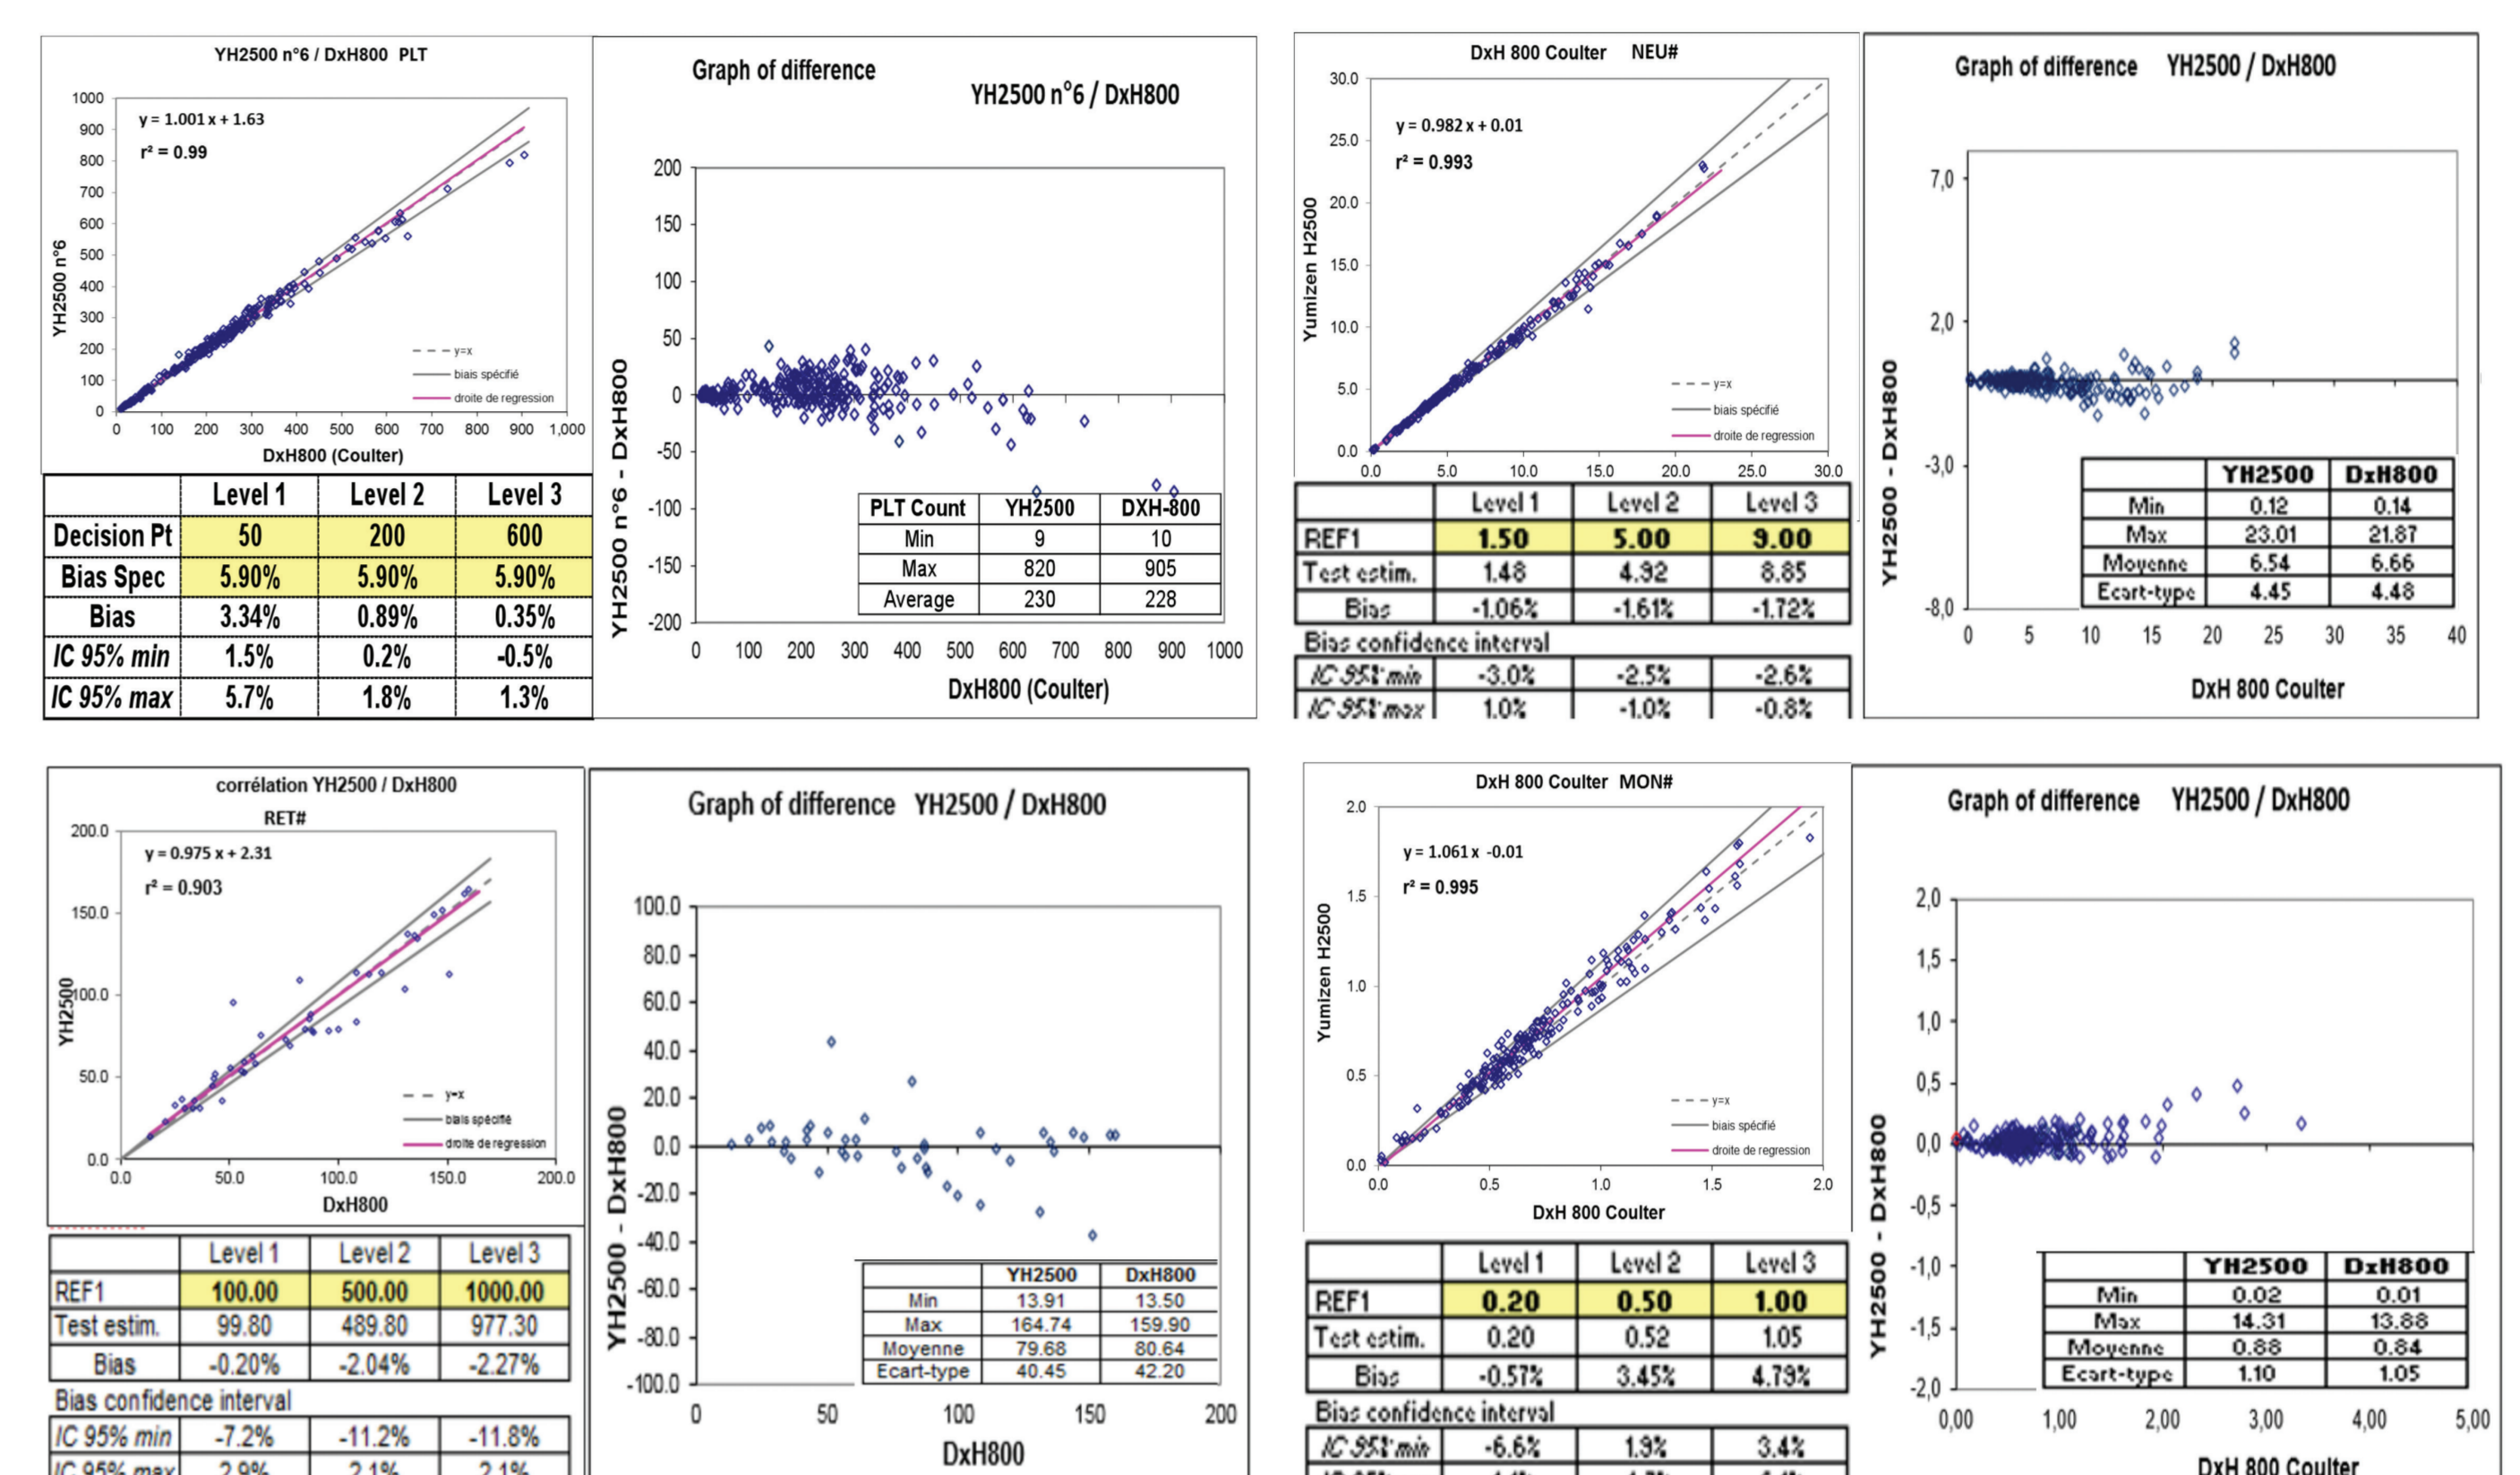 YH2500 n°6 / DxH800 PLT
1000
900
800
700
600
500
400
300
200
100
0
y = 1.001 x + 1.63
r² = 0.99
YH2500 n°6
y=x
biais spécifié
droite de regression
0 100 200 300 400 500 600 700 800 900 1,000
DxH800 (Coulter)
Level 1 Level 2 Level 3
Decision Pt 50 200 600
Bias Spec 5.90% 5.90% 5.90%
Bias 3.34% 0.89% 0.35%
IC 95% min 1.5% 0.2% -0.5%
IC 95% max 5.7% 1.8% 1.3%
Graph of difference
YH2500 n°6 / DxH800
200
150
100
50
0
-50
-100
-150
-200
YH2500 n°6 - DxH800
PLT Count YH2500 DXH-800
Min 9 10
Max 820 905
Average 230 228
0 100 200 300 400 500 600 700 800 900 1000
DxH800 (Coulter)
DxH 800 Coulter NEU#
30.0
25.0
20.0
15.0
10.0
5.0
0.0
y = 0.982 x + 0.01
r² = 0.993
Yumizen H2500
y=x
biais spécifié
droite de regression
0.0 5.0 10.0 15.0 20.0 25.0 30.0
Level 1 Level 2 Level 3
REF1 1.50 5.00 9.00
Test estim. 1.48 4.92 8.85
Bias -1.06% -1.61% -1.72%
Bias confidence interval
IC 95% min -3.0% -2.5% -2.6%
IC 95% max 1.0% -1.0% -0.8%
Graph of difference YH2500 / DxH800
7,0
2,0
-3,0
-8,0
YH2500 - DxH800
YH2500 DxH800
Min 0.12 0.14
Max 23.01 21.87
Moyenne 6.54 6.66
Ecart-type 4.45 4.48
0 5 10 15 20 25 30 35 40
DxH 800 Coulter
corrélation YH2500 / DxH800
RET#
200.0
150.0
100.0
50.0
0.0
y = 0.975 x + 2.31
r² = 0.903
YH2500
y=x
biais spécifié
droite de regression
0.0 50.0 100.0 150.0 200.0
DxH800
Level 1 Level 2 Level 3
REF1 100.00 500.00 1000.00
Test estim. 99.80 489.80 977.30
Bias -0.20% -2.04% -2.27%
Bias confidence interval
IC 95% min -7.2% -11.2% -11.8%
IC 95% max 2.9% 2.1% 2.1%
Graph of difference YH2500 / DxH800
100.0
80.0
60.0
40.0
20.0
0.0
-20.0
-40.0
-60.0
-80.0
-100.0
YH2500 - DxH800
YH2500 DxH800
Min 13.91 13.50
Max 164.74 159.90
Moyenne 79.68 80.64
Ecart-type 40.45 42.20
0 50 100 150 200
DxH800
DxH 800 Coulter MON#
2.0
1.5
1.0
0.5
0.0
y = 1.061 x -0.01
r² = 0.995
Yumizen H2500
y=x
biais spécifié
droite de regression
0.0 0.5 1.0 1.5 2.0
DxH 800 Coulter
Level 1 Level 2 Level 3
REF1 0.20 0.50 1.00
Test estim. 0.20 0.52 1.05
Bias -0.57% 3.45% 4.79%
Bias confidence interval
IC 95% min -6.6% 1.9% 3.4%
Graph of difference YH2500 / DxH800
2,0
1,5
1,0
0,5
0,0
-0,5
-1,0
-1,5
-2,0
YH2500 - DxH800
YH2500 DxH800
Min 0.02 0.01
Max 14.31 13.88
Moyenne 0.88 0.84
Ecart-type 1.10 1.05
0,00 1,00 2,00 3,00 4,00 5,00
DxH 800 Coulter